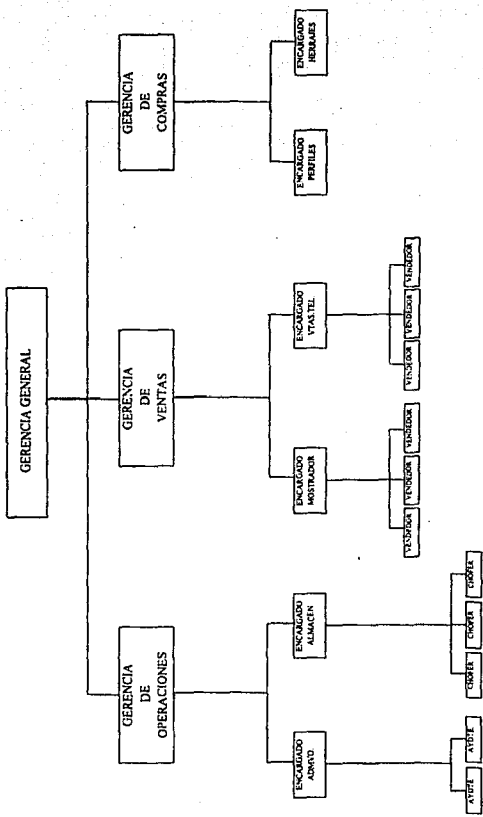 GERENCIA GENERAL
GERENCIA
DE
OPERACIONES
GERENCIA
DE
VENTAS
GERENCIA
DE
COMPRAS
ENCARGADO
ADMVO.
ENCARGADO
ALMACEN
ENCARGADO
MOSTRADOR
ENCARGADO
VTAS.TEL.
ENCARGADO
PERFILES
ENCARGADO
HERRAJES
AYDTE
AYDTE
CHOFER
CHOFER
CHOFER
VENDEDOR
VENDEDOR
VENDEDOR
VENDEDOR
VENDEDOR
VENDEDOR